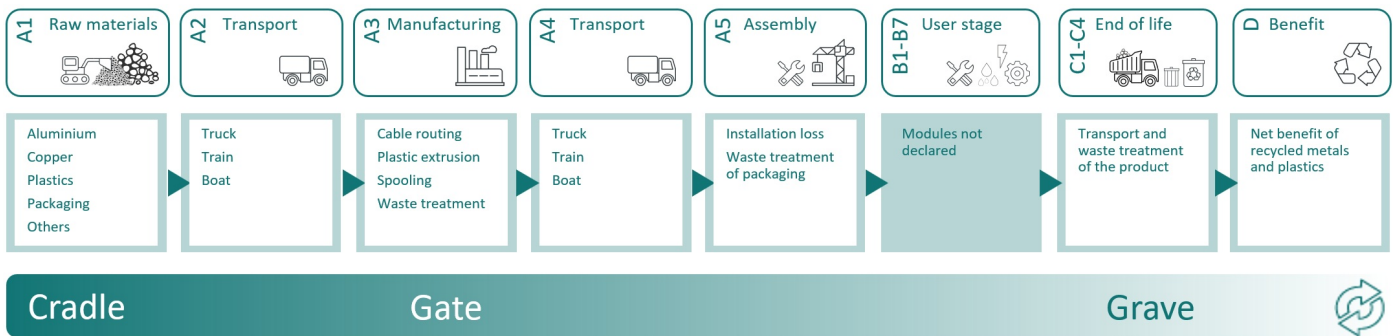 A1 Raw materials
A2 Transport
A3 Manufacturing
A4 Transport
A5 Assembly
B1-B7 User stage
C1-C4 End of life
D Benefit
Aluminium
Copper
Plastics
Packaging
Others
Truck
Train
Boat
Cable routing
Plastic extrusion
Spooling
Waste treatment
Truck
Train
Boat
Installation loss
Waste treatment
of packaging
Modules not
declared
Transport and
waste treatment
of the product
Net benefit of
recycled metals
and plastics
Cradle
Gate
Grave